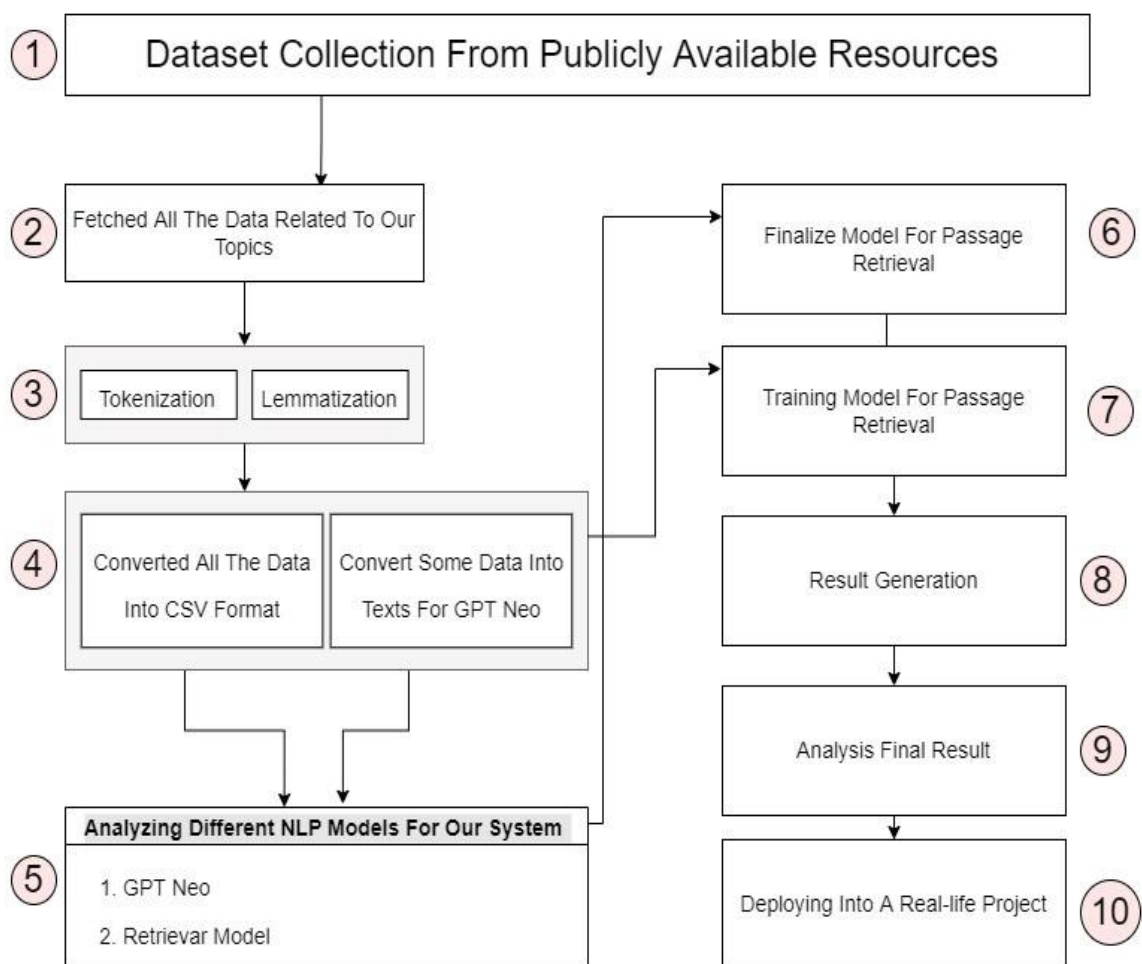 1
Dataset Collection From Publicly Available Resources
2
Fetched All The Data Related To Our
Topics
3
Tokenization
Lemmatization
4
Converted All The Data
Into CSV Format
Convert Some Data Into
Texts For GPT Neo
5
Analyzing Different NLP Models For Our System
1. GPT Neo
2. Retrievar Model
6
Finalize Model For Passage
Retrieval
7
Training Model For Passage
Retrieval
8
Result Generation
9
Analysis Final Result
10
Deploying Into A Real-life Project